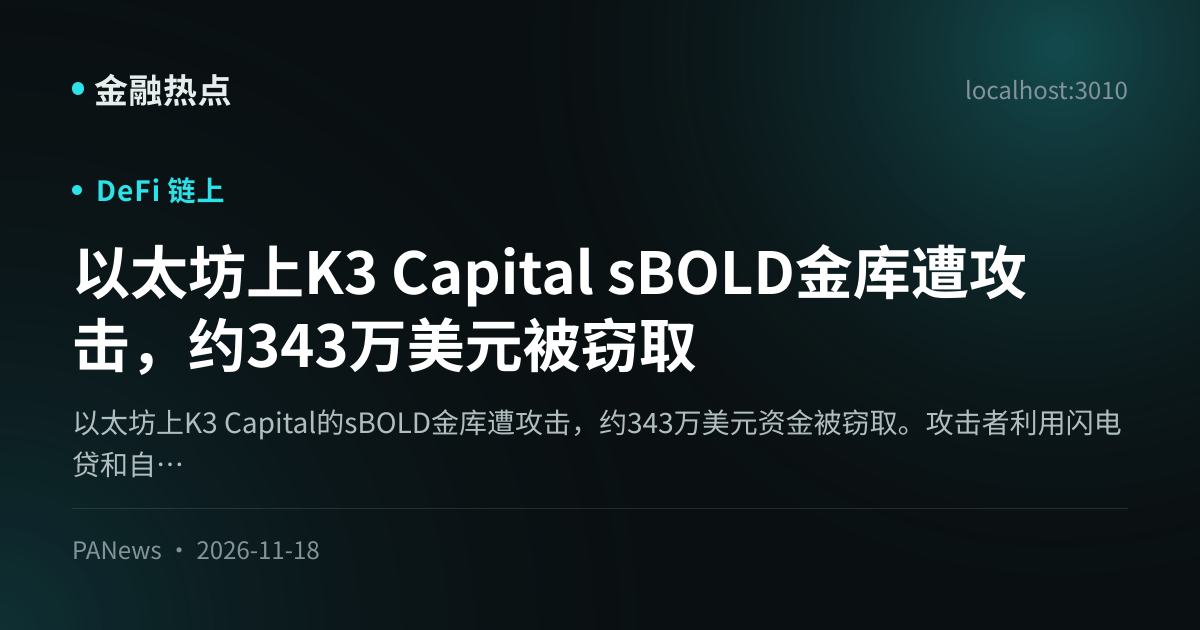 金融热点
localhost:3010
DeFi 链上
以太坊上K3 Capital sBOLD金库遭攻
击，约343万美元被窃取
以太坊上K3 Capital的sBOLD金库遭攻击，约343万美元资金被窃取。攻击者利用闪电
贷和自…
PANews • 2026-11-18